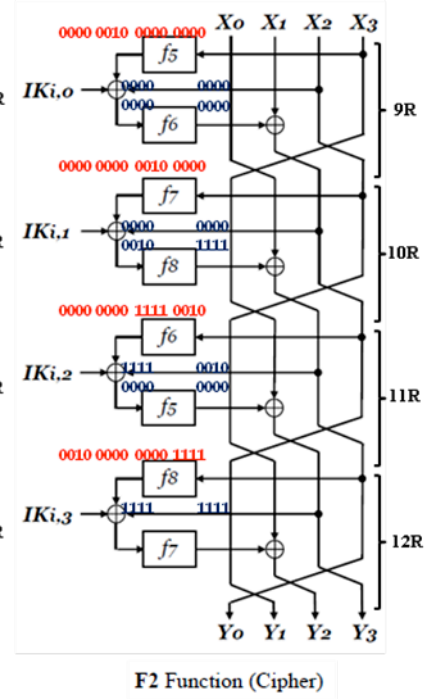 X0 X1 X2 X3
0000 0010 0000 0000
f5
IKi,0
0000 0000
0000 0000
f6
9R
0000 0000 0010 0000
f7
IKi,1
0000 0000
0010 1111
f8
10R
0000 0000 1111 0010
f6
IKi,2
1111 0010
0000 0000
f5
11R
0010 0000 0000 1111
f8
IKi,3
1111 1111
f7
12R
Y0 Y1 Y2 Y3
F2 Function (Cipher)